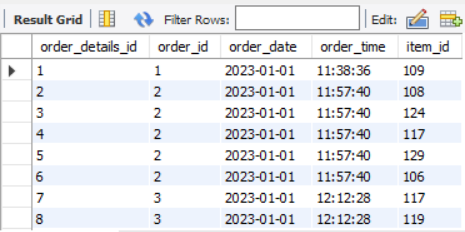 Result Grid Filter Rows: Edit:
order_details_id order_id order_date order_time item_id
1 1 2023-01-01 11:38:36 109
2 2 2023-01-01 11:57:40 108
3 2 2023-01-01 11:57:40 124
4 2 2023-01-01 11:57:40 117
5 2 2023-01-01 11:57:40 129
6 2 2023-01-01 11:57:40 106
7 3 2023-01-01 12:12:28 117
8 3 2023-01-01 12:12:28 119